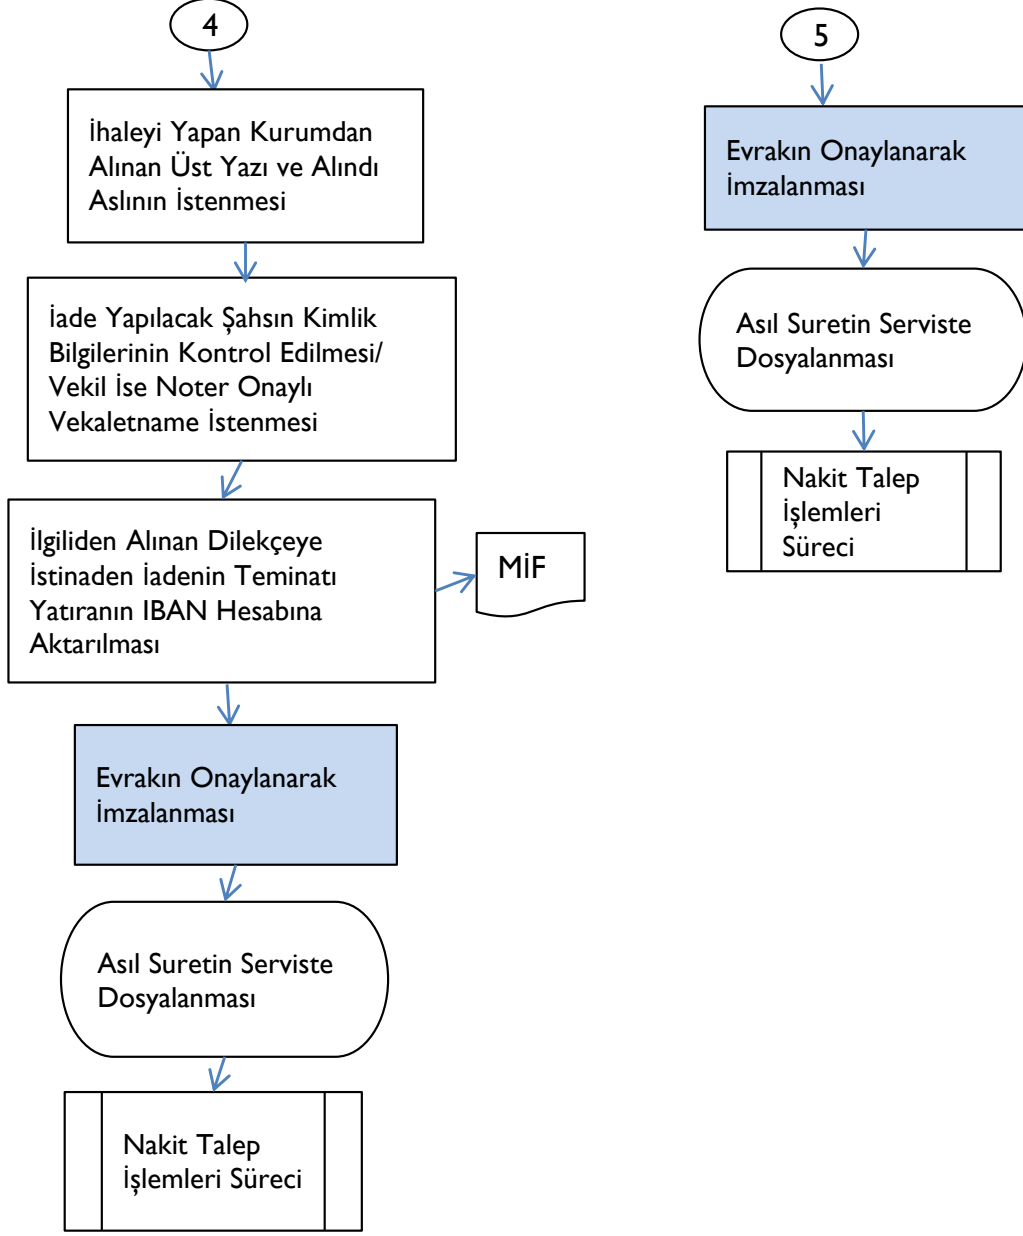 4
İhaleyi Yapan Kurumdan
Alınan Üst Yazı ve Alındı
Aslının İstenmesi
İade Yapılacak Şahsın Kimlik
Bilgilerinin Kontrol Edilmesi/
Vekil İse Noter Onaylı
Vekaletname İstenmesi
İlgiliden Alınan Dilekçeye
İstinaden İadenin Teminatı
Yatıranın IBAN Hesabına
Aktarılması
MİF
Evrakın Onaylanarak
İmzalanması
Asıl Suretin Serviste
Dosyalanması
Nakit Talep
İşlemleri Süreci
5
Evrakın Onaylanarak
İmzalanması
Asıl Suretin Serviste
Dosyalanması
Nakit Talep
İşlemleri
Süreci